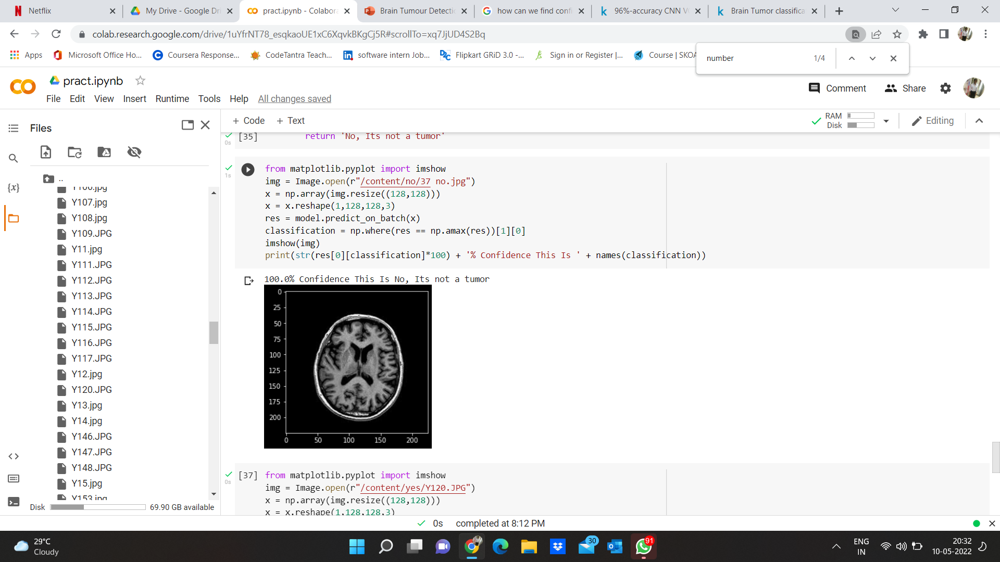 Netflix
My Drive - Google Dri
pract.ipynb - Colabora
Brain Tumour Detectio
how can we find confi
96%-accuracy CNN VG
Brain Tumor classifica
colab.research.google.com/drive/1uYfrNT78_esqkaoUE1xC6XqvkBKgCj5R#scrollTo=xq7JjUD4S2Bq
Apps
Microsoft Office Ho...
Coursera Response...
CodeTantra Teach...
software intern Job...
Flipkart GRiD 3.0 -...
Sign in or Register |...
Course | SKOA
number 1/4
pract.ipynb
File Edit View Insert Runtime Tools Help All changes saved
Comment Share
Files
+ Code + Text
RAM
Disk
Editing
..
Y106.jpg
Y107.jpg
Y108.jpg
Y109.JPG
Y11.jpg
Y111.JPG
Y112.JPG
Y113.JPG
Y114.JPG
Y115.JPG
Y116.JPG
Y117.JPG
Y12.jpg
Y120.JPG
Y13.jpg
Y14.jpg
Y146.JPG
Y147.JPG
Y148.JPG
Y15.jpg
Y153.jpg
Disk 69.90 GB available
{x}
[35] return 'No, Its not a tumor'
0s
1s
from matplotlib.pyplot import imshow
img = Image.open(r"/content/no/37 no.jpg")
x = np.array(img.resize((128,128)))
x = x.reshape(1,128,128,3)
res = model.predict_on_batch(x)
classification = np.where(res == np.amax(res))[1][0]
imshow(img)
print(str(res[0][classification]*100) + '% Confidence This Is ' + names(classification))
100.0% Confidence This Is No, Its not a tumor
0
25
50
75
100
125
150
175
200
0 50 100 150 200
[37] from matplotlib.pyplot import imshow
0s
img = Image.open(r"/content/yes/Y120.JPG")
x = np.array(img.resize((128,128)))
x = x.reshape(1,128,128,3)
0s completed at 8:12 PM
29°C
Cloudy
30
91
ENG
IN
20:32
10-05-2022